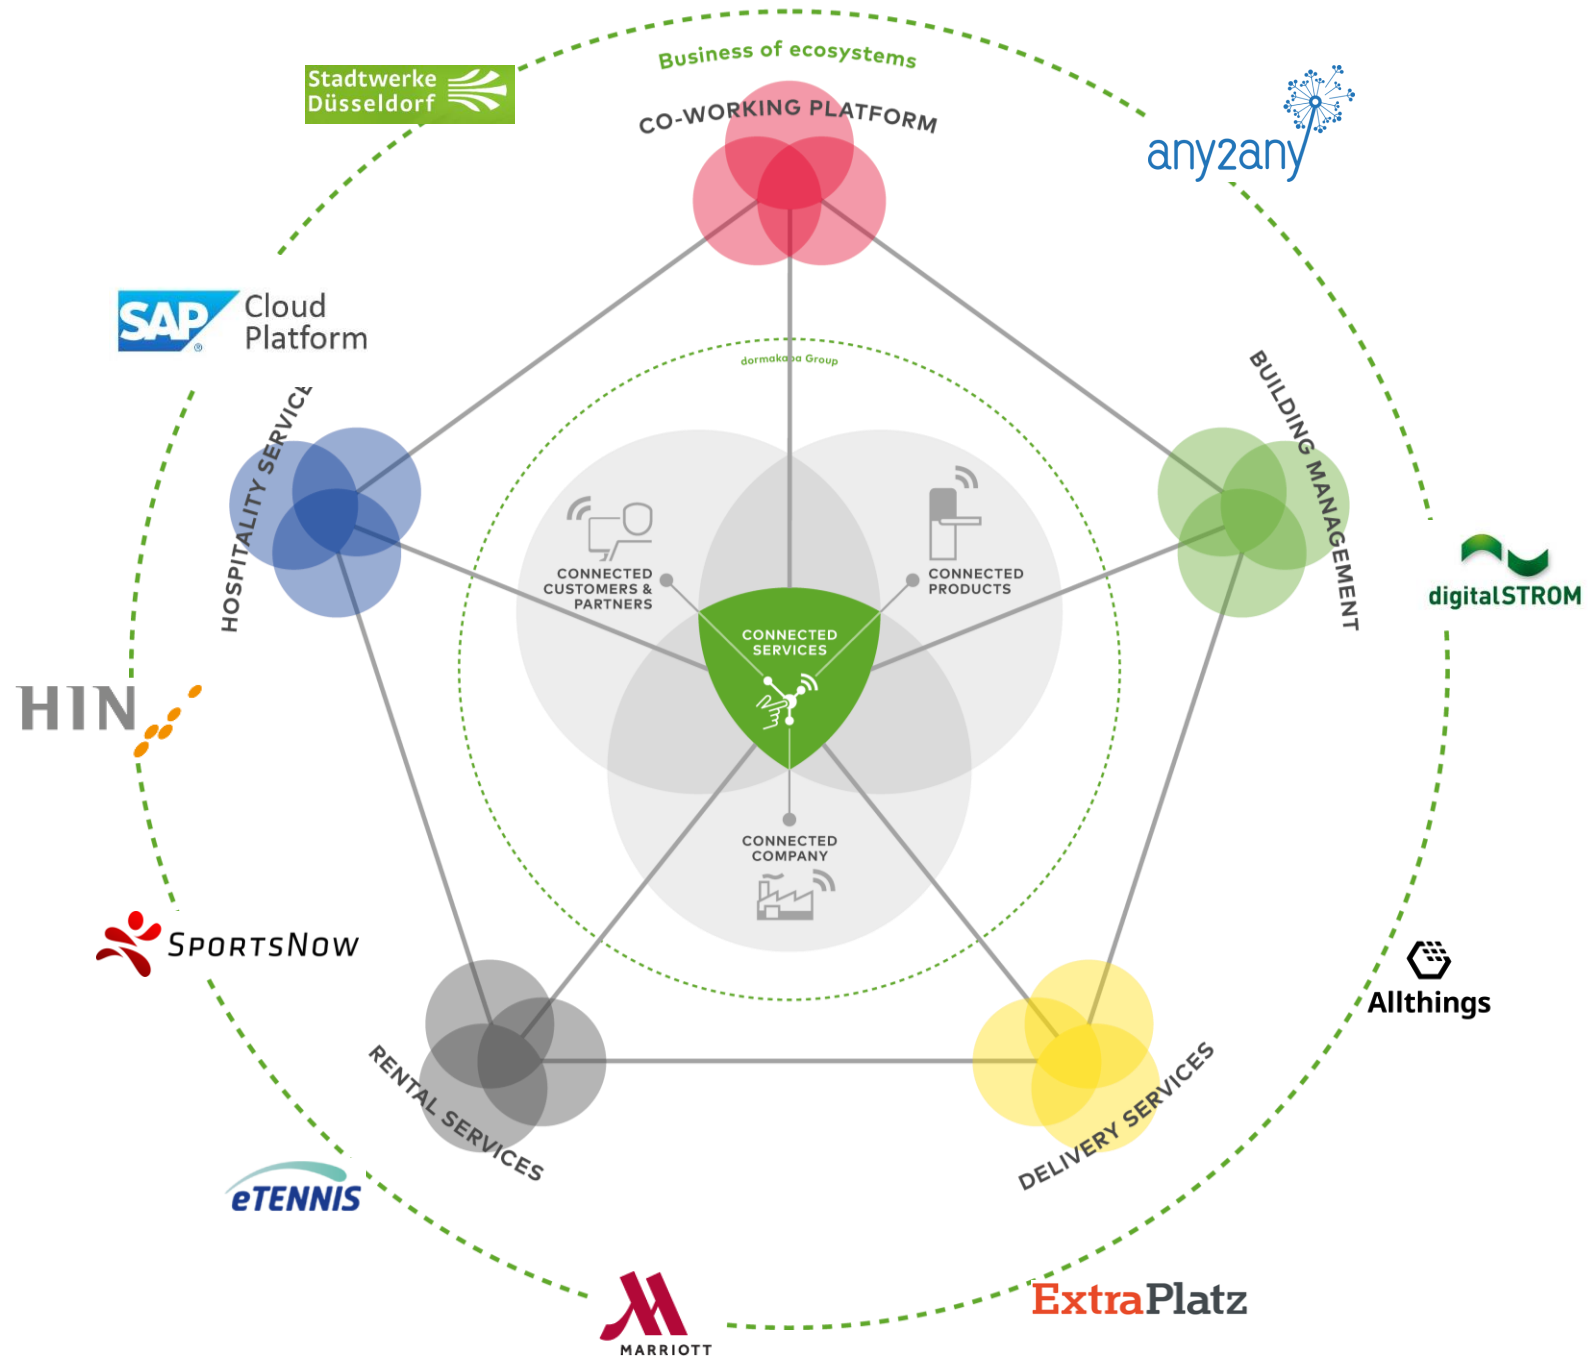 Business of ecosystems
CO-WORKING PLATFORM
Stadtwerke
Düsseldorf
any2any
SAP ®
Cloud
Platform
dormakaba Group
HOSPITALITY SERVICE
BUILDING MANAGEMENT
CONNECTED
CUSTOMERS &
PARTNERS
CONNECTED
PRODUCTS
digitalSTROM
CONNECTED
SERVICES
HIN
CONNECTED
COMPANY
SPORTSNOW
Allthings
RENTAL SERVICES
DELIVERY SERVICES
eTENNIS
ExtraPlatz
MARRIOTT